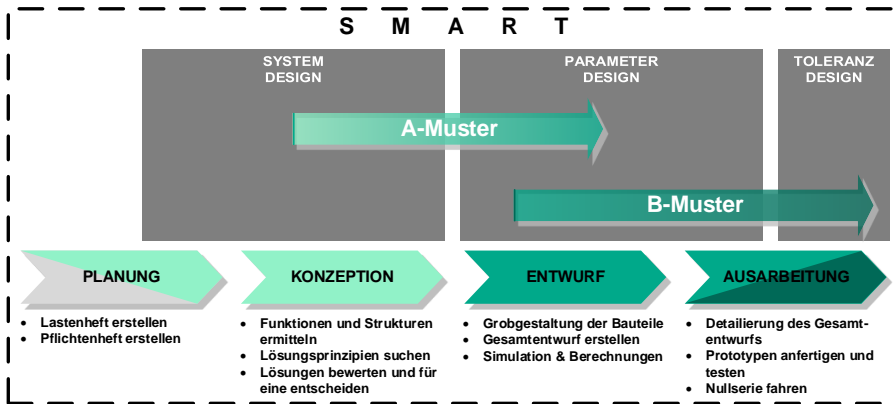 S M A R T
SYSTEM
DESIGN
PARAMETER
DESIGN
TOLERANZ
DESIGN
A-Muster
B-Muster
PLANUNG
KONZEPTION
ENTWURF
AUSARBEITUNG
• Lastenheft erstellen
• Pflichtenheft erstellen
• Funktionen und Strukturen
ermitteln
• Lösungsprinzipien suchen
• Lösungen bewerten und für
eine entscheiden
• Grobgestaltung der Bauteile
• Gesamtentwurf erstellen
• Simulation & Berechnungen
• Detailierung des Gesamt-
entwurfs
• Prototypen anfertigen und
testen
• Nullserie fahren